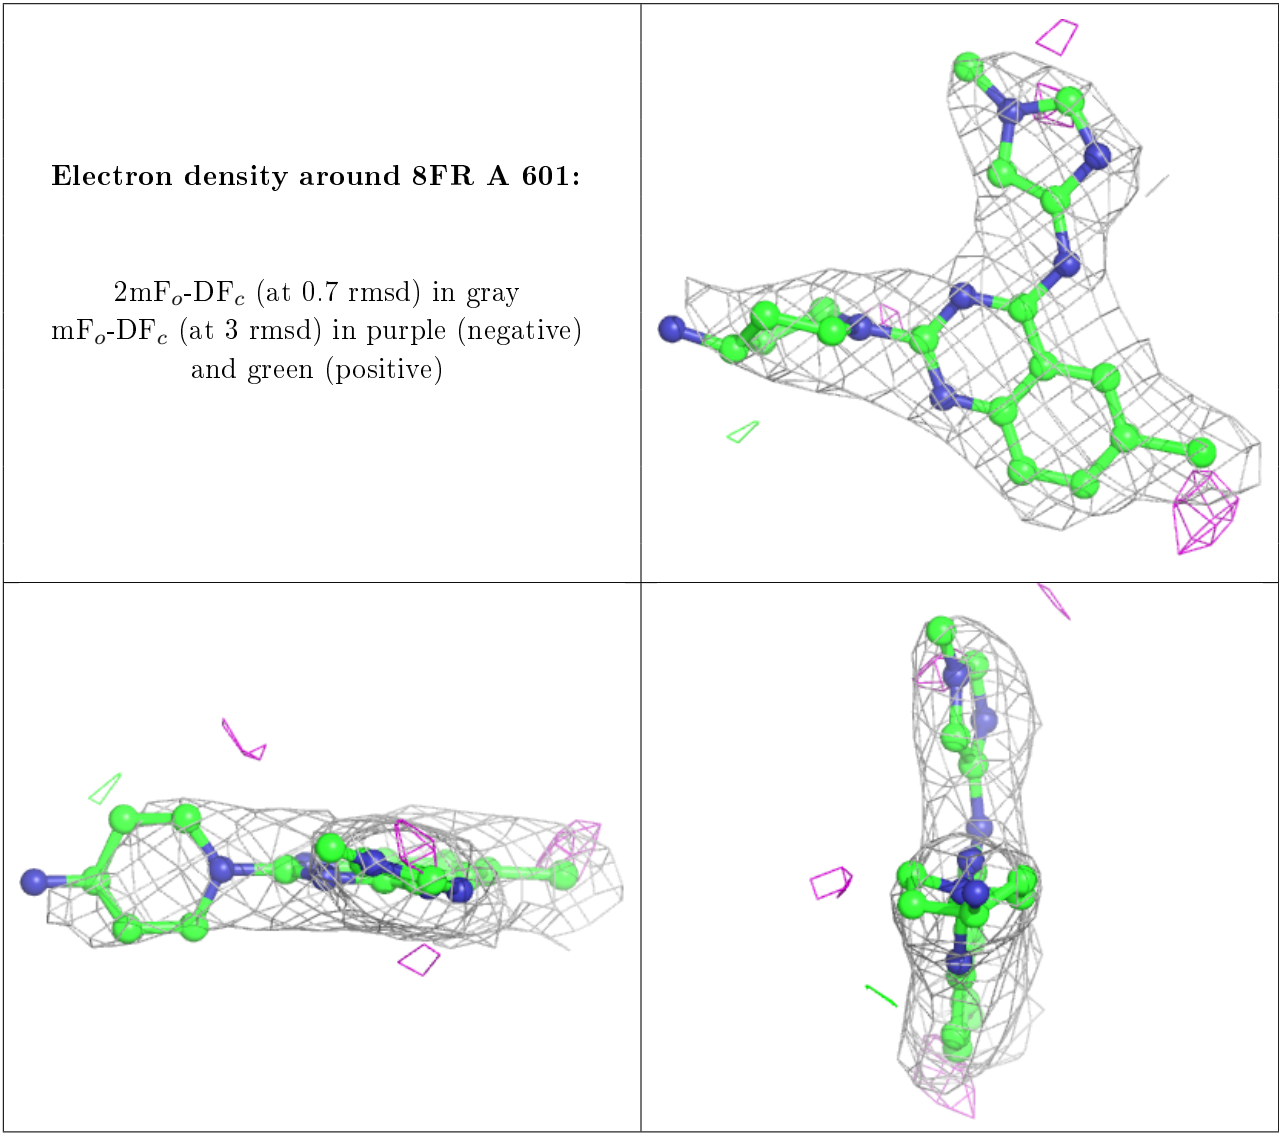 Electron density around 8FR A 601:
2mFo-DFc (at 0.7 rmsd) in gray
mFo-DFc (at 3 rmsd) in purple (negative)
and green (positive)